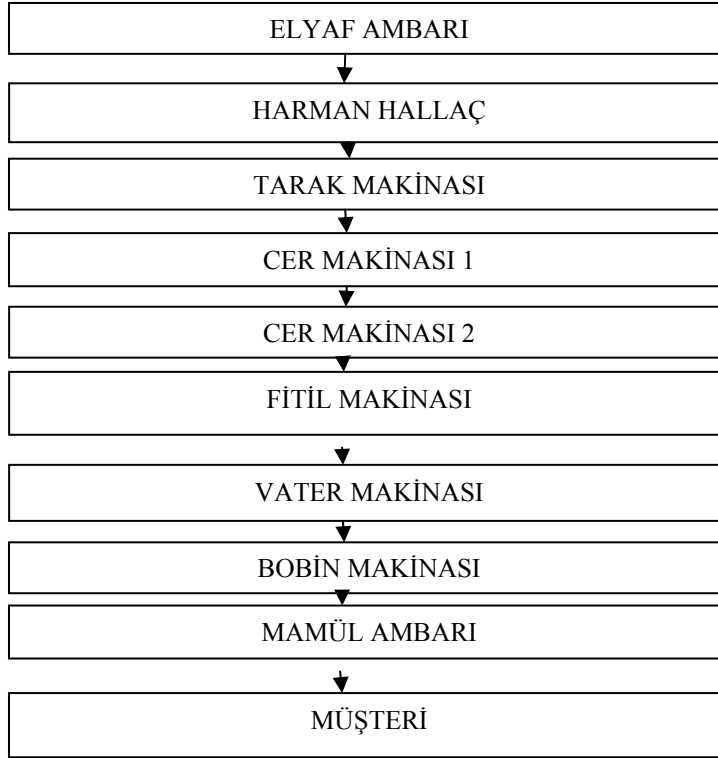 ELYAF AMBARI
HARMAN HALLAÇ
TARAK MAKİNASI
CER MAKİNASI 1
CER MAKİNASI 2
FİTİL MAKİNASI
VATER MAKİNASI
BOBİN MAKİNASI
MAMÜL AMBARI
MÜŞTERİ